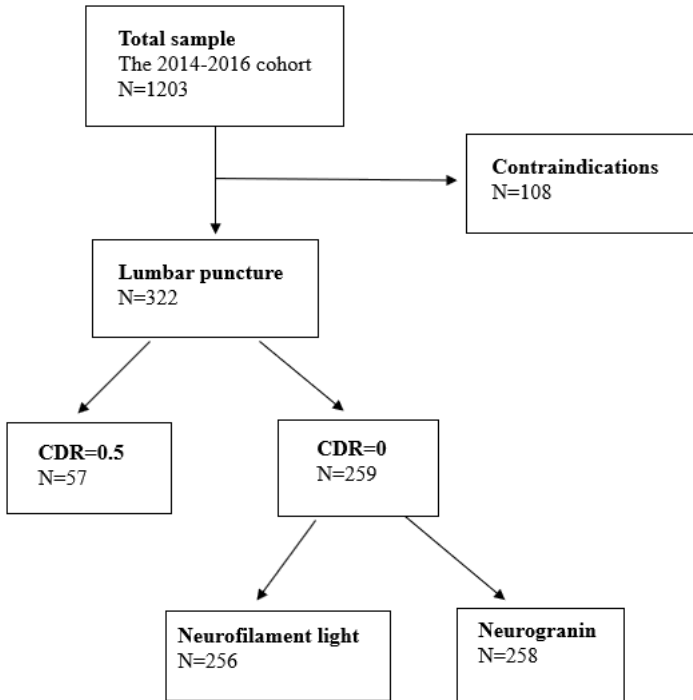 Total sample
The 2014-2016 cohort
N=1203
Contraindications
N=108
Lumbar puncture
N=322
CDR=0.5
N=57
CDR=0
N=259
Neurofilament light
N=256
Neurogranin
N=258